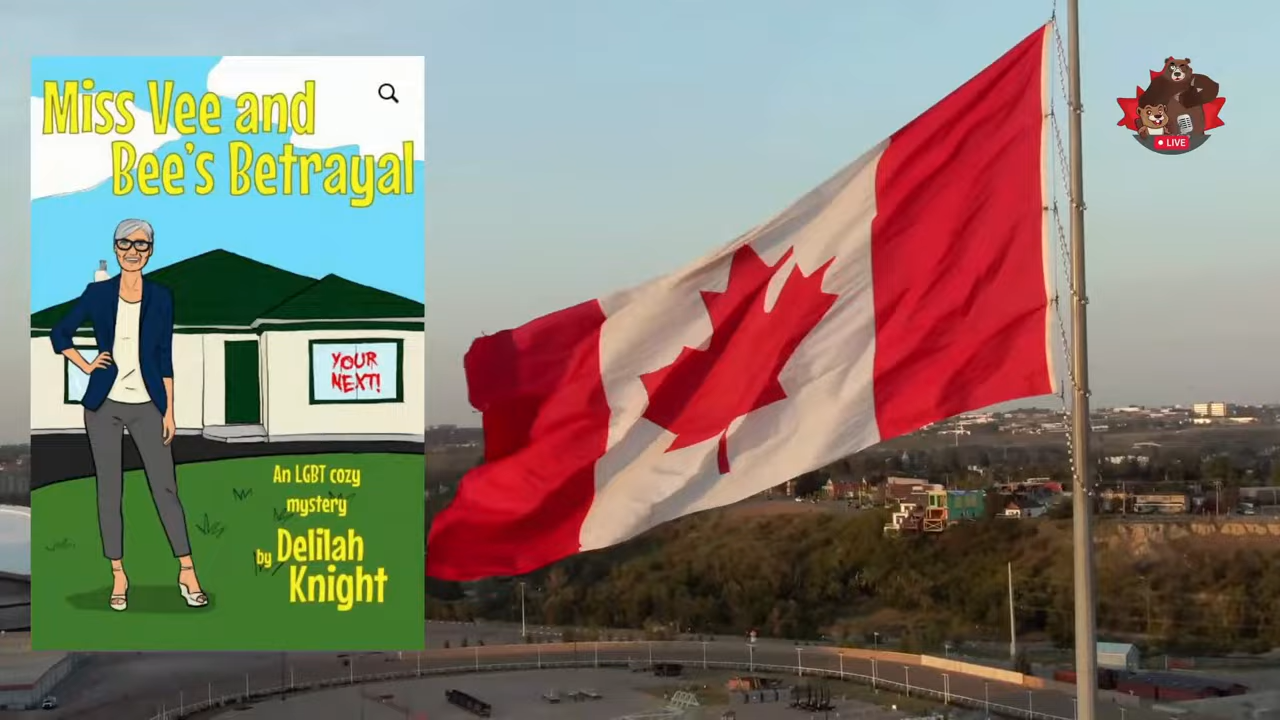 Miss Vee and
Bee's Betrayal
YOUR
NEXT!
An LGBT cozy
mystery
by Delilah
Knight
LIVE